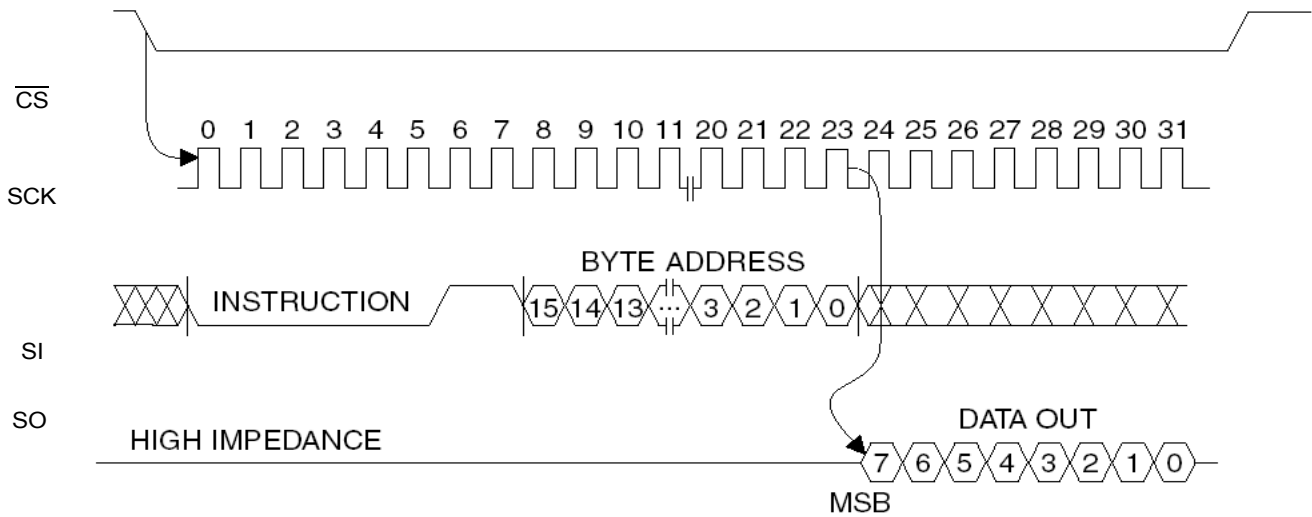 CS
0 1 2 3 4 5 6 7 8 9 10 11 20 21 22 23 24 25 26 27 28 29 30 31
SCK
BYTE ADDRESS
INSTRUCTION
15 14 13 ... 3 2 1 0
SI
SO
DATA OUT
HIGH IMPEDANCE
7 6 5 4 3 2 1 0
MSB